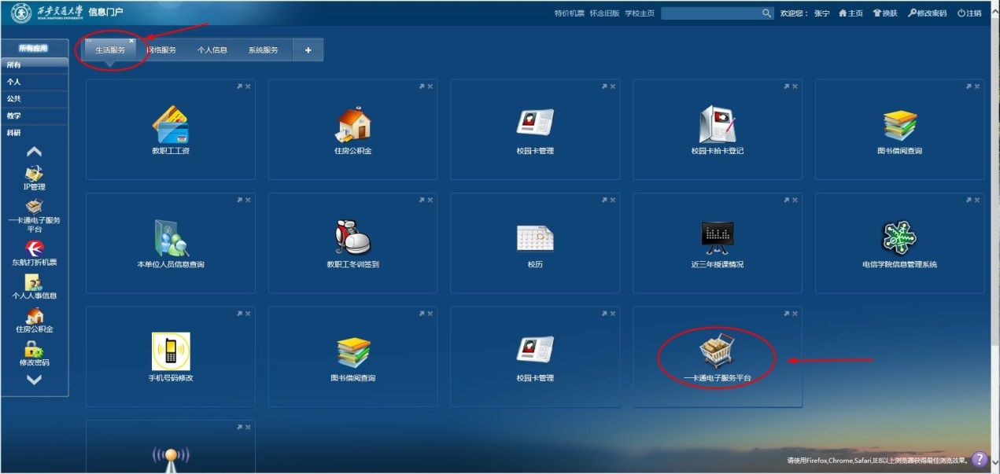 西安交通大学 信息门户
XI'AN JIAOTONG UNIVERSITY
特价机票 怀念旧版 学校主页
欢迎您: 张宁 主页 换肤 修改密码 注销
所有应用
所有
个人
公共
教学
科研
IP管理
一卡通电子服务
平台
东航打折机票
个人人事信息
住房公积金
修改密码
生活服务 网络服务 个人信息 系统服务 +
教职工工资 住房公积金 校园卡管理 校园卡拾卡登记 图书借阅查询
本单位人员信息查询 教职工冬训签到 校历 近三年授课情况 电信学院信息管理系统
手机号码修改 图书借阅查询 校园卡管理 一卡通电子服务平台
请使用Firefox,Chrome,Safari,IE8以上浏览器获得最佳浏览效果。 ?